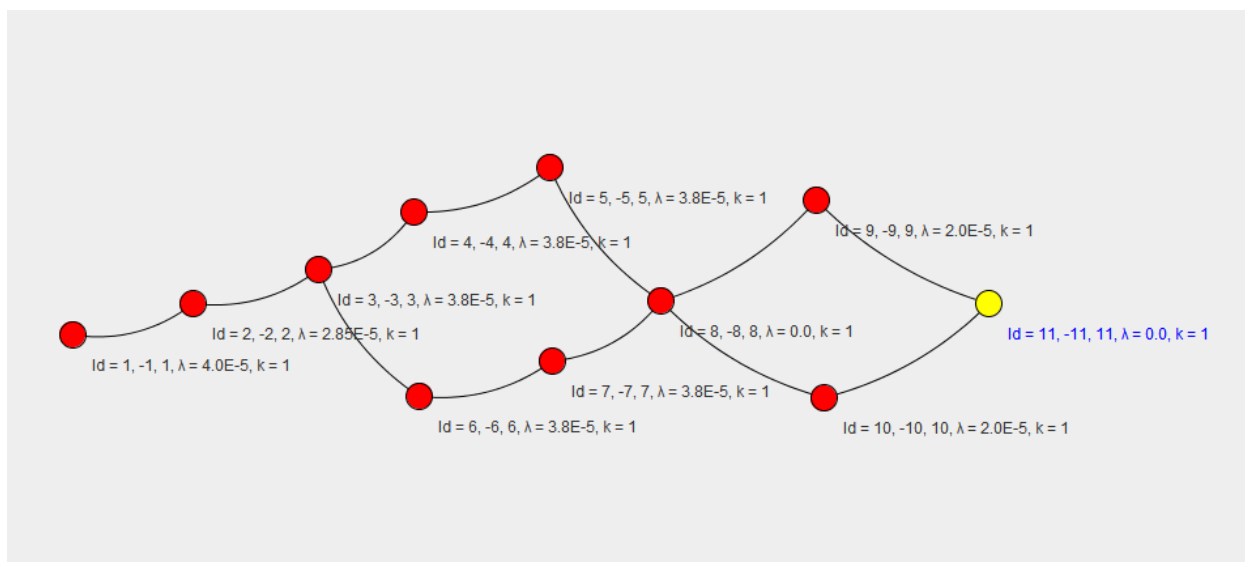 Id = 5, -5, 5, λ = 3.8E-5, k = 1
Id = 9, -9, 9, λ = 2.0E-5, k = 1
Id = 4, -4, 4, λ = 3.8E-5, k = 1
Id = 3, -3, 3, λ = 3.8E-5, k = 1
Id = 8, -8, 8, λ = 0.0, k = 1
Id = 2, -2, 2, λ = 2.85E-5, k = 1
Id = 11, -11, 11, λ = 0.0, k = 1
Id = 1, -1, 1, λ = 4.0E-5, k = 1
Id = 7, -7, 7, λ = 3.8E-5, k = 1
Id = 6, -6, 6, λ = 3.8E-5, k = 1
Id = 10, -10, 10, λ = 2.0E-5, k = 1